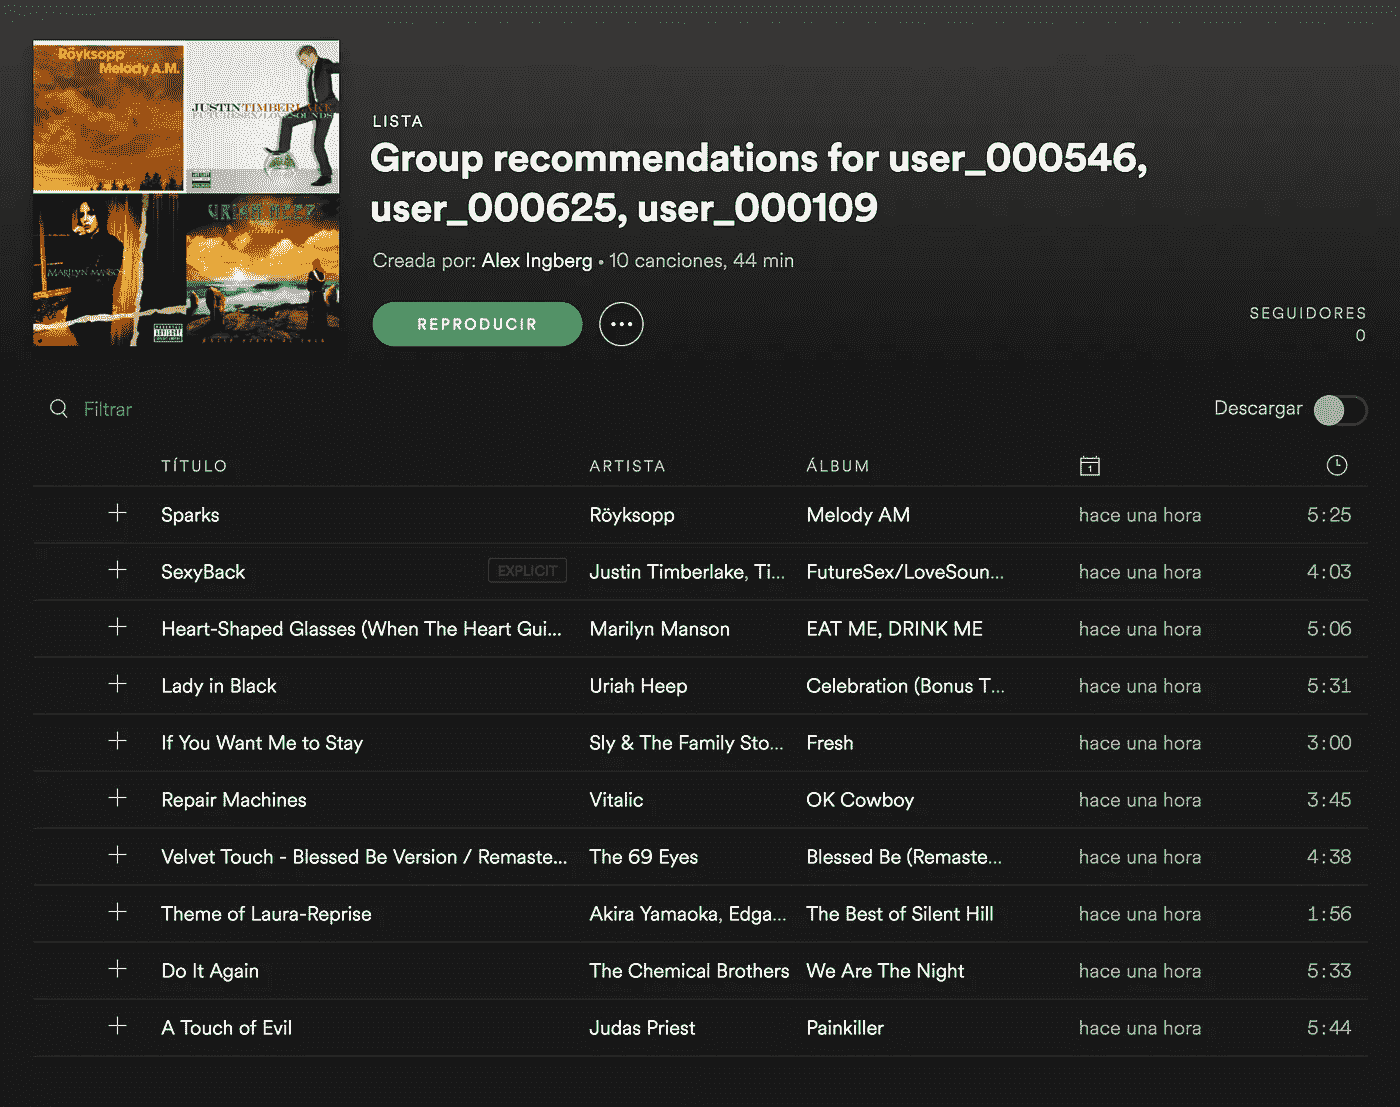 Röyksopp
Melody A.M.
JUSTIN TIMBERLAKE
FUTURESEX/LOVESOUNDS
MARILYN MANSON
URIAH HEEP
LISTA
Group recommendations for user_000546,
user_000625, user_000109
Creada por: Alex Ingberg • 10 canciones, 44 min
REPRODUCIR
SEGUIDORES
0
Filtrar
Descargar
TÍTULO ARTISTA ÁLBUM
Sparks Röyksopp Melody AM hace una hora 5:25
SexyBack EXPLICIT Justin Timberlake, Ti... FutureSex/LoveSoun... hace una hora 4:03
Heart-Shaped Glasses (When The Heart Gui... Marilyn Manson EAT ME, DRINK ME hace una hora 5:06
Lady in Black Uriah Heep Celebration (Bonus T... hace una hora 5:31
If You Want Me to Stay Sly & The Family Sto... Fresh hace una hora 3:00
Repair Machines Vitalic OK Cowboy hace una hora 3:45
Velvet Touch - Blessed Be Version / Remaste... The 69 Eyes Blessed Be (Remaste... hace una hora 4:38
Theme of Laura-Reprise Akira Yamaoka, Edga... The Best of Silent Hill hace una hora 1:56
Do It Again The Chemical Brothers We Are The Night hace una hora 5:33
A Touch of Evil Judas Priest Painkiller hace una hora 5:44